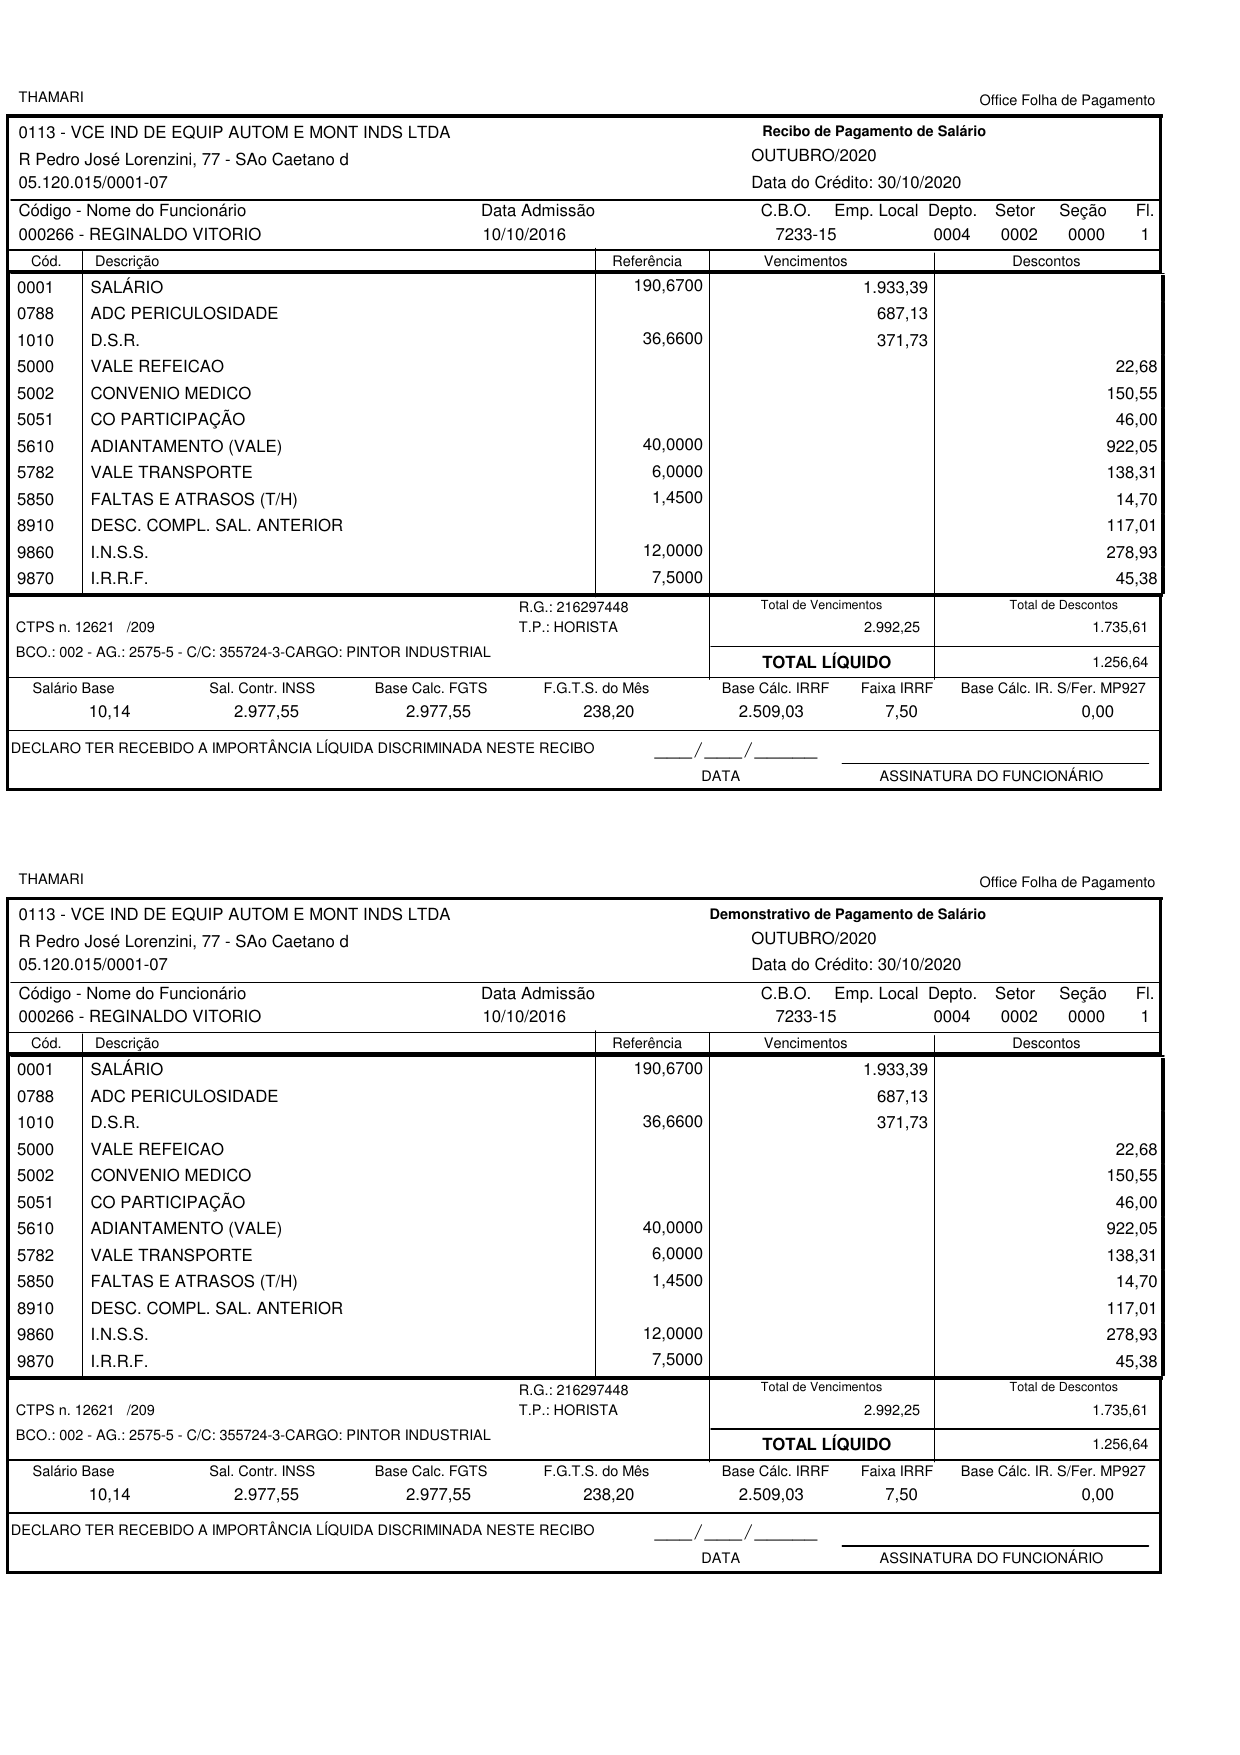 THAMARI
Office Folha de Pagamento
0113 - VCE IND DE EQUIP AUTOM E MONT INDS LTDA Recibo de Pagamento de Salário
R Pedro José Lorenzini, 77 - SAo Caetano d OUTUBRO/2020
05.120.015/0001-07 Data do Crédito: 30/10/2020
Código - Nome do Funcionário Data Admissão C.B.O. Emp. Local Depto. Setor Seção Fl.
000266 - REGINALDO VITORIO 10/10/2016 7233-15 0004 0002 0000 1
Cód. Descrição Referência Vencimentos Descontos
0001 SALÁRIO 190,6700 1.933,39
0788 ADC PERICULOSIDADE 687,13
1010 D.S.R. 36,6600 371,73
5000 VALE REFEICAO 22,68
5002 CONVENIO MEDICO 150,55
5051 CO PARTICIPAÇÃO 46,00
5610 ADIANTAMENTO (VALE) 40,0000 922,05
5782 VALE TRANSPORTE 6,0000 138,31
5850 FALTAS E ATRASOS (T/H) 1,4500 14,70
8910 DESC. COMPL. SAL. ANTERIOR 117,01
9860 I.N.S.S. 12,0000 278,93
9870 I.R.R.F. 7,5000 45,38
R.G.: 216297448 Total de Vencimentos Total de Descontos
CTPS n. 12621 /209 T.P.: HORISTA 2.992,25 1.735,61
BCO.: 002 - AG.: 2575-5 - C/C: 355724-3-CARGO: PINTOR INDUSTRIAL TOTAL LÍQUIDO 1.256,64
Salário Base Sal. Contr. INSS Base Calc. FGTS F.G.T.S. do Mês Base Cálc. IRRF Faixa IRRF Base Cálc. IR. S/Fer. MP927
10,14 2.977,55 2.977,55 238,20 2.509,03 7,50 0,00
DECLARO TER RECEBIDO A IMPORTÂNCIA LÍQUIDA DISCRIMINADA NESTE RECIBO ____/____/______
DATA ASSINATURA DO FUNCIONÁRIO
THAMARI
Office Folha de Pagamento
0113 - VCE IND DE EQUIP AUTOM E MONT INDS LTDA Demonstrativo de Pagamento de Salário
R Pedro José Lorenzini, 77 - SAo Caetano d OUTUBRO/2020
05.120.015/0001-07 Data do Crédito: 30/10/2020
Código - Nome do Funcionário Data Admissão C.B.O. Emp. Local Depto. Setor Seção Fl.
000266 - REGINALDO VITORIO 10/10/2016 7233-15 0004 0002 0000 1
Cód. Descrição Referência Vencimentos Descontos
0001 SALÁRIO 190,6700 1.933,39
0788 ADC PERICULOSIDADE 687,13
1010 D.S.R. 36,6600 371,73
5000 VALE REFEICAO 22,68
5002 CONVENIO MEDICO 150,55
5051 CO PARTICIPAÇÃO 46,00
5610 ADIANTAMENTO (VALE) 40,0000 922,05
5782 VALE TRANSPORTE 6,0000 138,31
5850 FALTAS E ATRASOS (T/H) 1,4500 14,70
8910 DESC. COMPL. SAL. ANTERIOR 117,01
9860 I.N.S.S. 12,0000 278,93
9870 I.R.R.F. 7,5000 45,38
R.G.: 216297448 Total de Vencimentos Total de Descontos
CTPS n. 12621 /209 T.P.: HORISTA 2.992,25 1.735,61
BCO.: 002 - AG.: 2575-5 - C/C: 355724-3-CARGO: PINTOR INDUSTRIAL TOTAL LÍQUIDO 1.256,64
Salário Base Sal. Contr. INSS Base Calc. FGTS F.G.T.S. do Mês Base Cálc. IRRF Faixa IRRF Base Cálc. IR. S/Fer. MP927
10,14 2.977,55 2.977,55 238,20 2.509,03 7,50 0,00
DECLARO TER RECEBIDO A IMPORTÂNCIA LÍQUIDA DISCRIMINADA NESTE RECIBO ____/____/______
DATA ASSINATURA DO FUNCIONÁRIO